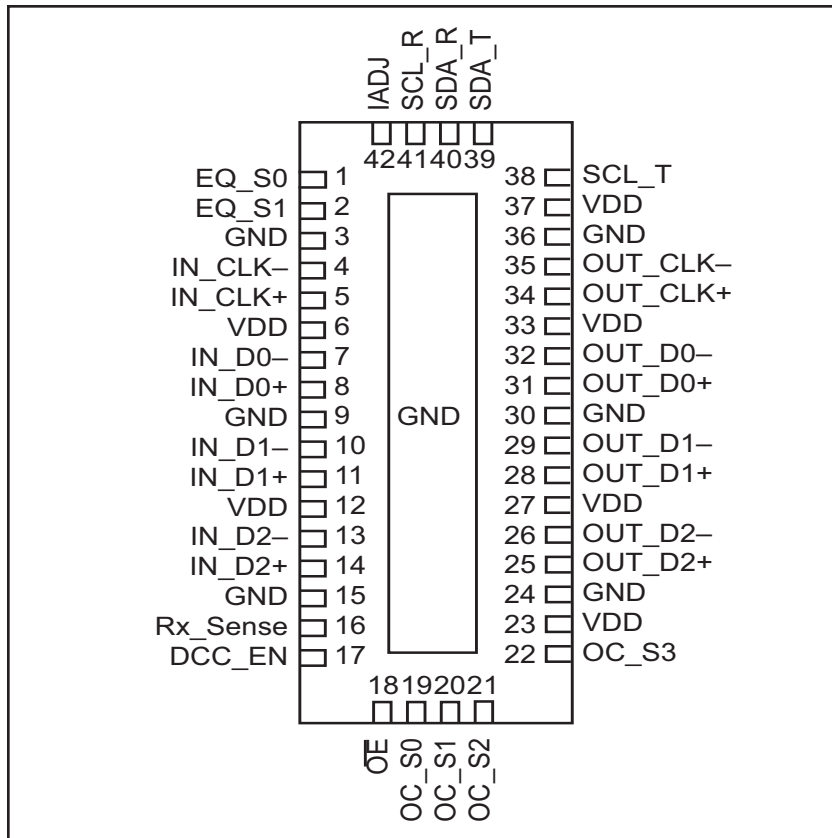 IADJ
SCL_R
SDA_R
SDA_T
42 41 40 39
EQ_S0 1
EQ_S1 2
GND 3
IN_CLK– 4
IN_CLK+ 5
VDD 6
IN_D0– 7
IN_D0+ 8
GND 9
IN_D1– 10
IN_D1+ 11
VDD 12
IN_D2– 13
IN_D2+ 14
GND 15
Rx_Sense 16
DCC_EN 17
GND
38 SCL_T
37 VDD
36 GND
35 OUT_CLK–
34 OUT_CLK+
33 VDD
32 OUT_D0–
31 OUT_D0+
30 GND
29 OUT_D1–
28 OUT_D1+
27 VDD
26 OUT_D2–
25 OUT_D2+
24 GND
23 VDD
22 OC_S3
18 19 20 21
O̅E̅
OC_S0
OC_S1
OC_S2